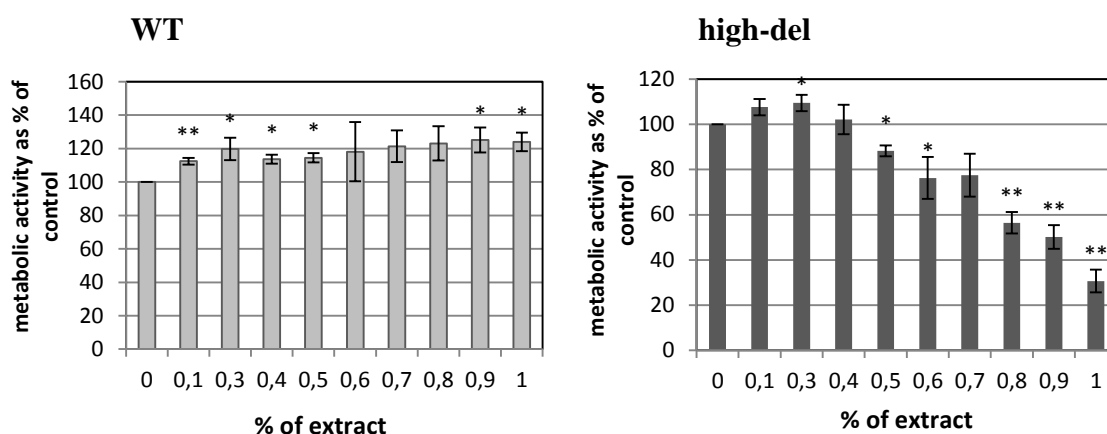 WT
metabolic activity as % of
control
160
140
120
100
80
60
40
20
0
** * * * * *
0 0,1 0,3 0,4 0,5 0,6 0,7 0,8 0,9 1
% of extract
high-del
metabolic activity as % of
control
120
100
80
60
40
20
0
* * * ** ** **
0 0,1 0,3 0,4 0,5 0,6 0,7 0,8 0,9 1
% of extract